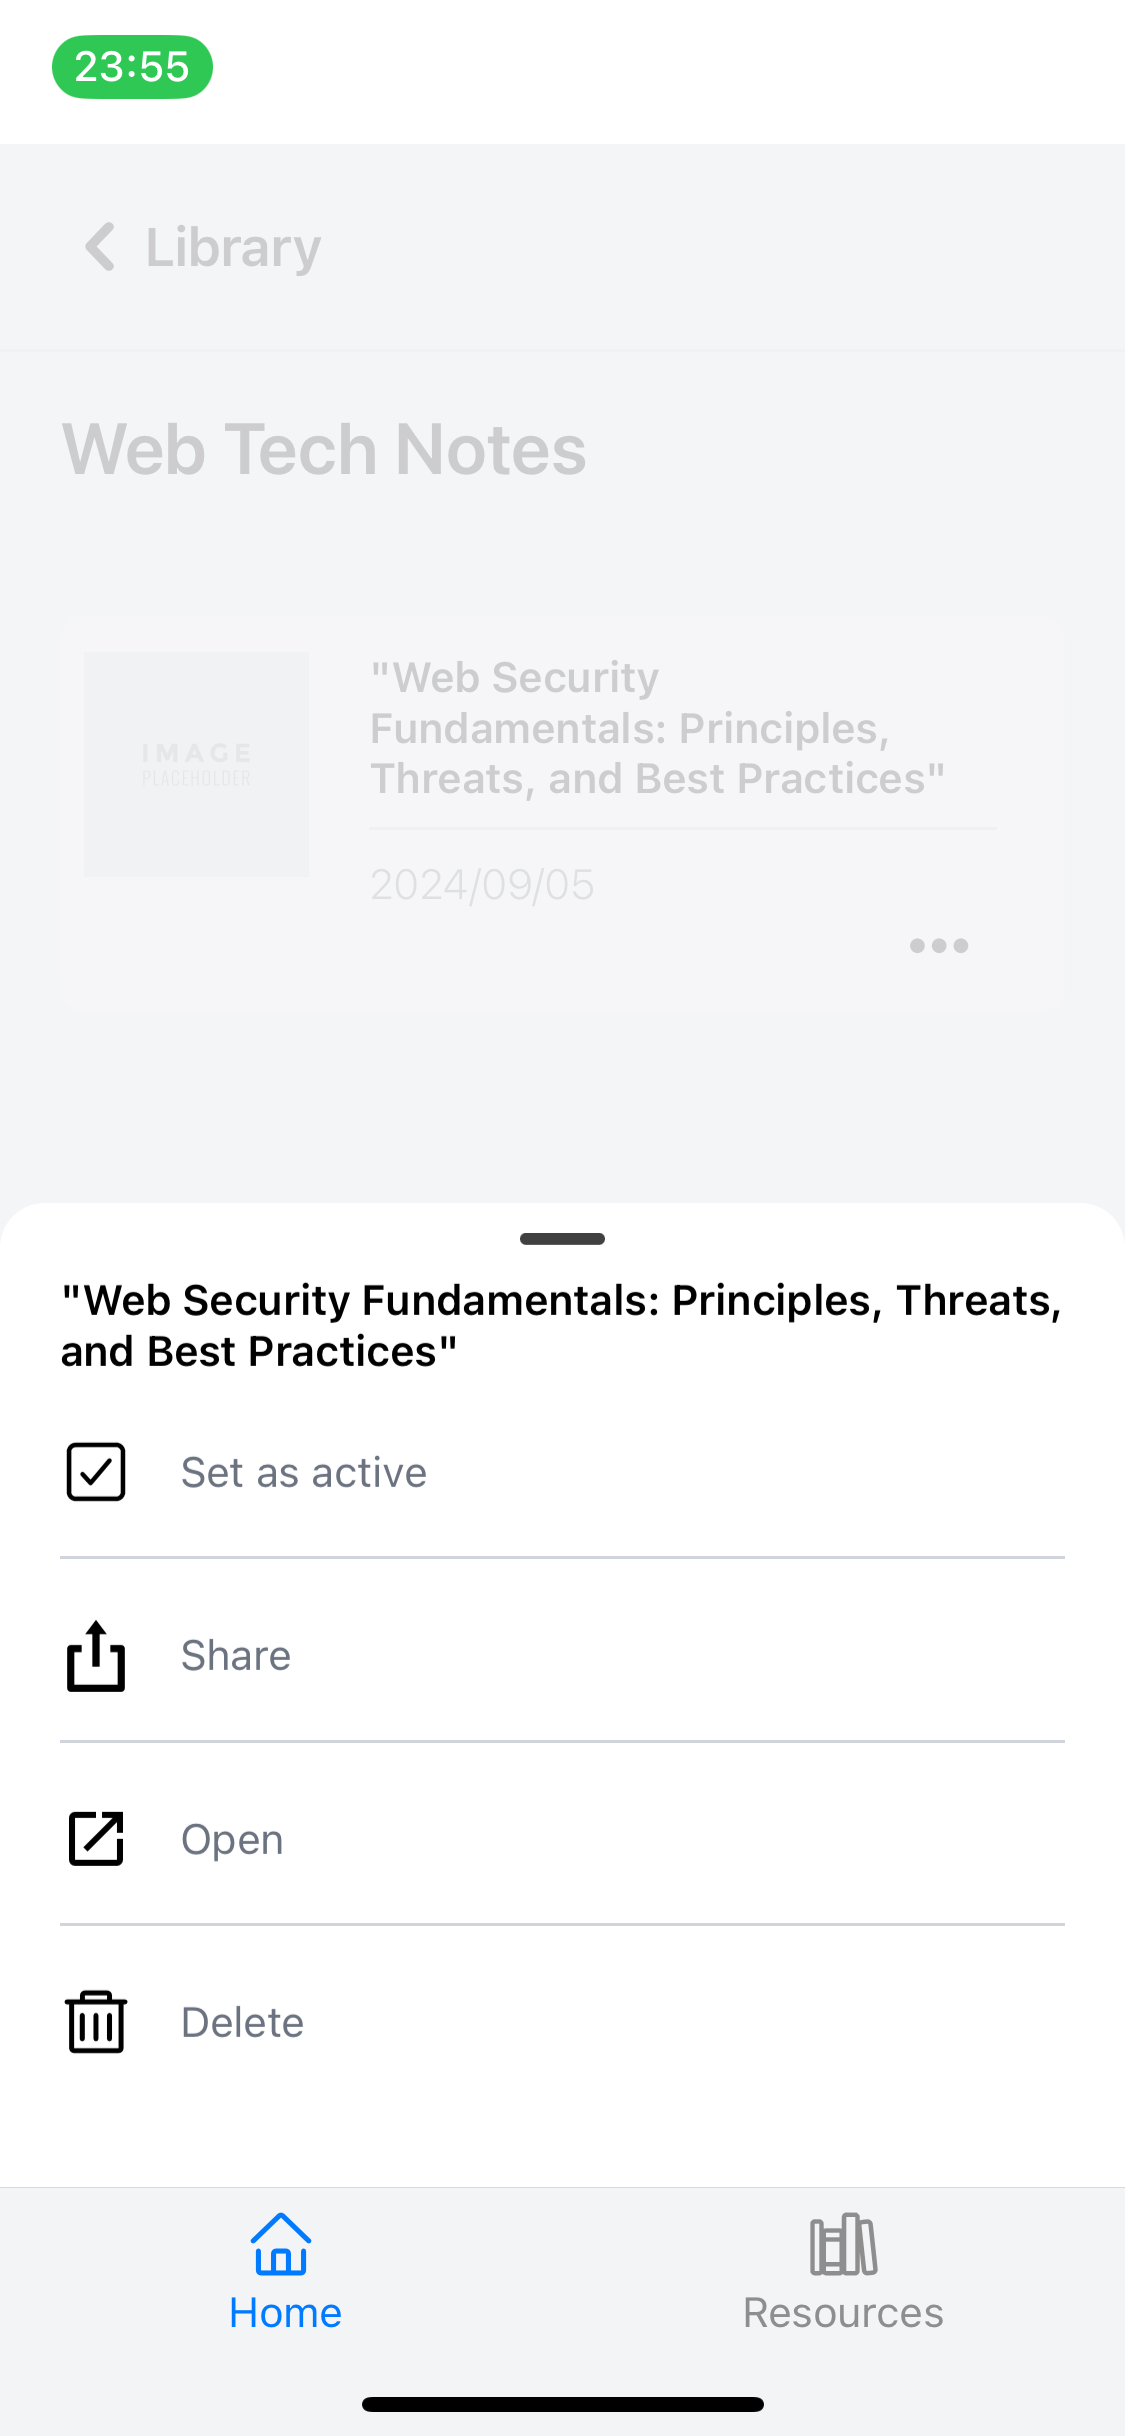 23:55
Library
Web Tech Notes
IMAGE
PLACEHOLDER
"Web Security
Fundamentals: Principles,
Threats, and Best Practices"
2024/09/05
"Web Security Fundamentals: Principles, Threats,
and Best Practices"
Set as active
Share
Open
Delete
Home
Resources